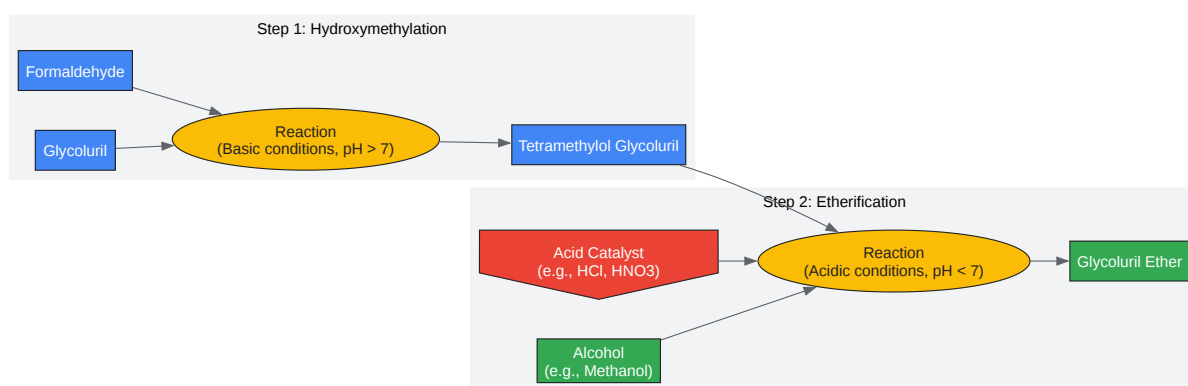 Step 1: Hydroxymethylation
Formaldehyde
Glycoluril
Reaction
(Basic conditions, pH > 7)
Tetramethylol Glycoluril
Step 2: Etherification
Acid Catalyst
(e.g., HCl, HNO3)
Alcohol
(e.g., Methanol)
Reaction
(Acidic conditions, pH < 7)
Glycoluril Ether